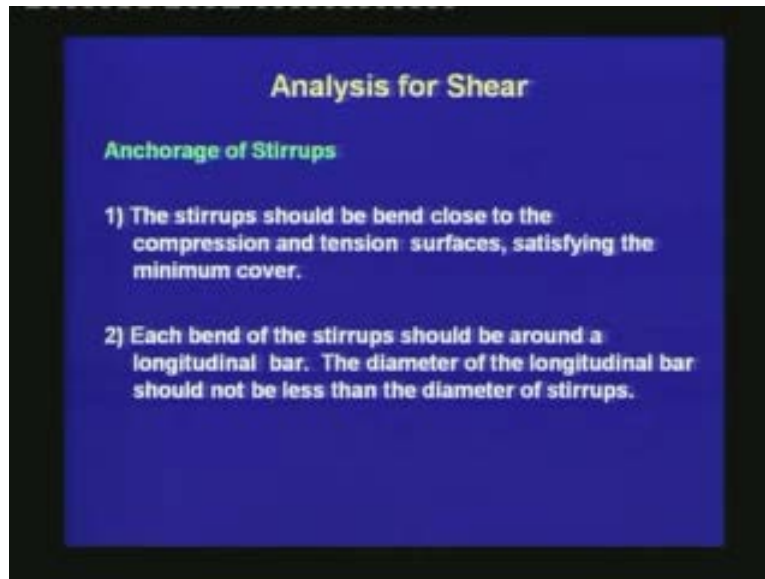 Analysis for Shear
Anchorage of Stirrups
1) The stirrups should be bend close to the
compression and tension surfaces, satisfying the
minimum cover.
2) Each bend of the stirrups should be around a
longitudinal bar. The diameter of the longitudinal bar
should not be less than the diameter of stirrups.